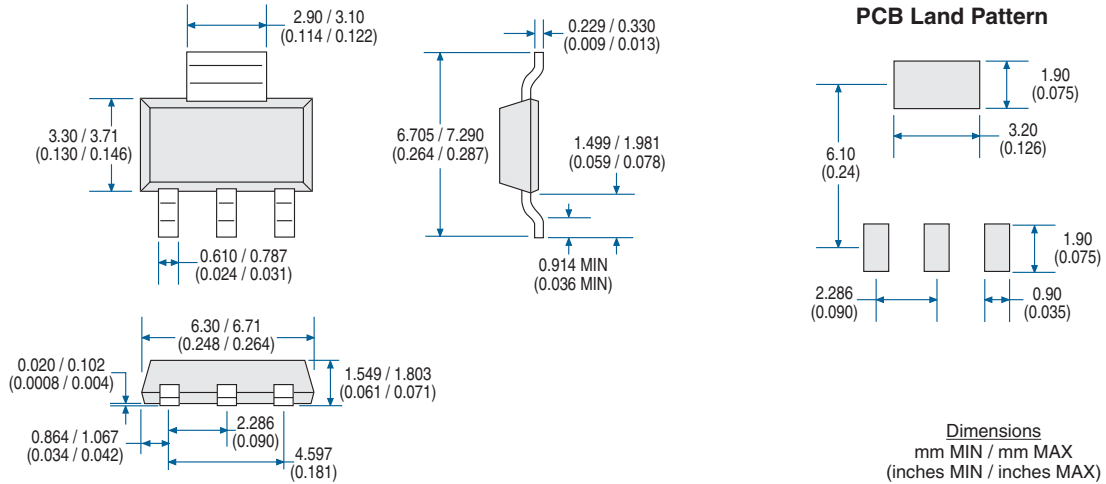 2.90 / 3.10
(0.114 / 0.122)
3.30 / 3.71
(0.130 / 0.146)
0.610 / 0.787
(0.024 / 0.031)
0.229 / 0.330
(0.009 / 0.013)
6.705 / 7.290
(0.264 / 0.287)
1.499 / 1.981
(0.059 / 0.078)
0.914 MIN
(0.036 MIN)
6.30 / 6.71
(0.248 / 0.264)
0.020 / 0.102
(0.0008 / 0.004)
1.549 / 1.803
(0.061 / 0.071)
2.286
(0.090)
0.864 / 1.067
(0.034 / 0.042)
4.597
(0.181)
PCB Land Pattern
1.90
(0.075)
3.20
(0.126)
6.10
(0.24)
1.90
(0.075)
2.286
(0.090)
0.90
(0.035)
Dimensions
mm MIN / mm MAX
(inches MIN / inches MAX)